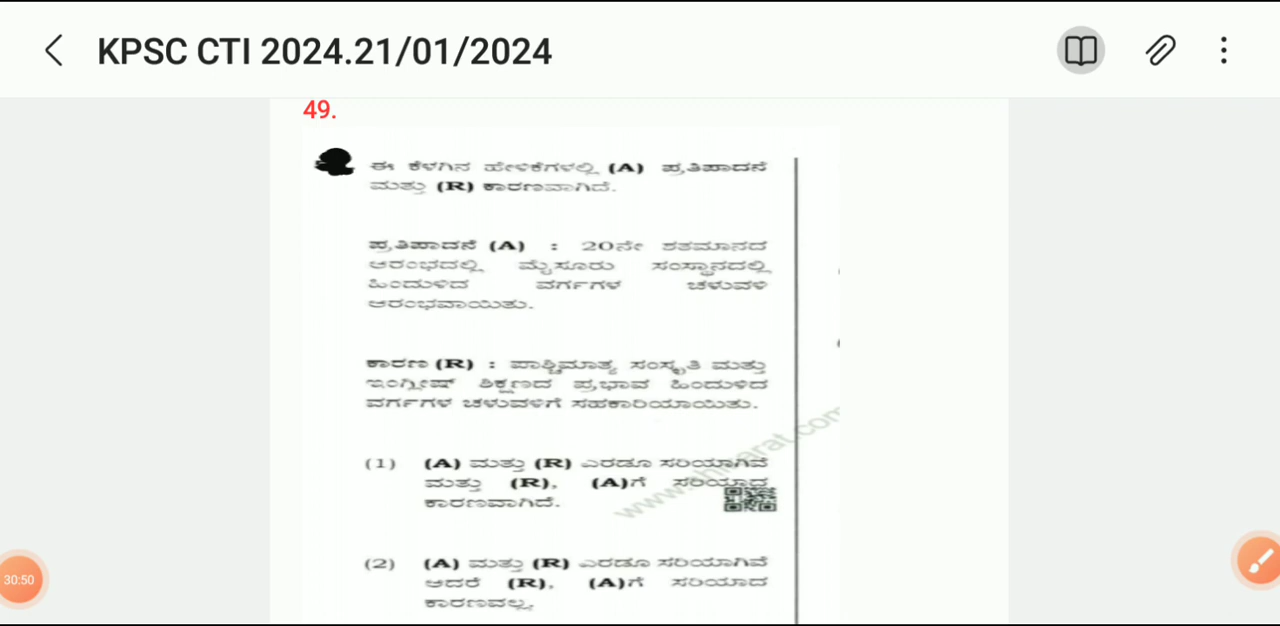 KPSC CTI 2024.21/01/2024
49.
ಈ ಕೆಳಗಿನ ಹೇಳಿಕೆಗಳಲ್ಲಿ (A) ಪ್ರತಿಪಾದನೆ
ಮತ್ತು (R) ಕಾರಣವಾಗಿದೆ.
ಪ್ರತಿಪಾದನೆ (A) : 20ನೇ ಶತಮಾನದ
ಆರಂಭದಲ್ಲಿ ಮೈಸೂರು ಸಂಸ್ಥಾನದಲ್ಲಿ
ಹಿಂದುಳಿದ ವರ್ಗಗಳ ಚಳುವಳಿ
ಆರಂಭವಾಯಿತು.
ಕಾರಣ (R) : ಪಾಶ್ಚಿಮಾತ್ಯ ಸಂಸ್ಕೃತಿ ಮತ್ತು
ಇಂಗ್ಲೀಷ್ ಶಿಕ್ಷಣದ ಪ್ರಭಾವ ಹಿಂದುಳಿದ
ವರ್ಗಗಳ ಚಳುವಳಿಗೆ ಸಹಕಾರಿಯಾಯಿತು.
(1) (A) ಮತ್ತು (R) ಎರಡೂ ಸರಿಯಾಗಿವೆ
ಮತ್ತು (R), (A)ಗೆ ಸರಿಯಾದ
ಕಾರಣವಾಗಿದೆ.
(2) (A) ಮತ್ತು (R) ಎರಡೂ ಸರಿಯಾಗಿವೆ
ಆದರೆ (R), (A)ಗೆ ಸರಿಯಾದ
ಕಾರಣವಲ್ಲ.
30:50